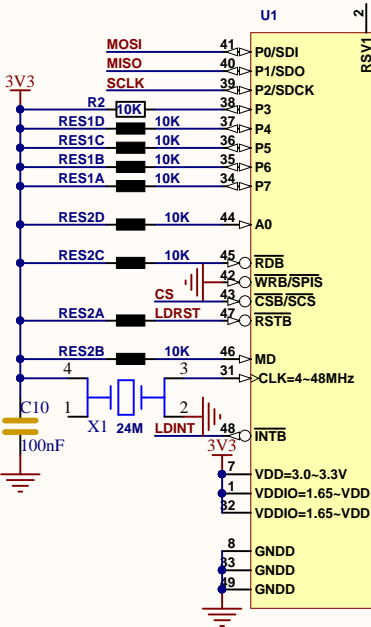 U1
2
RSV1
MOSI 41 P0/SDI
MISO 40 P1/SDO
SCLK 39 P2/SDCK
3V3
R2 10K 38 P3
RES1D 10K 37 P4
RES1C 10K 36 P5
RES1B 10K 35 P6
RES1A 10K 34 P7
RES2D 10K 44 A0
RES2C 10K 45 RDB
42 WRB/SPIS
CS 43 CSB/SCS
RES2A LDRST 47 RSTB
RES2B 10K 46 MD
4 3 31 CLK=4~48MHz
C10 1 2
X1 24M LDINT 48 INTB
100nF
3V3
7 VDD=3.0~3.3V
1 VDDIO=1.65~VDD
32 VDDIO=1.65~VDD
8 GNDD
33 GNDD
49 GNDD